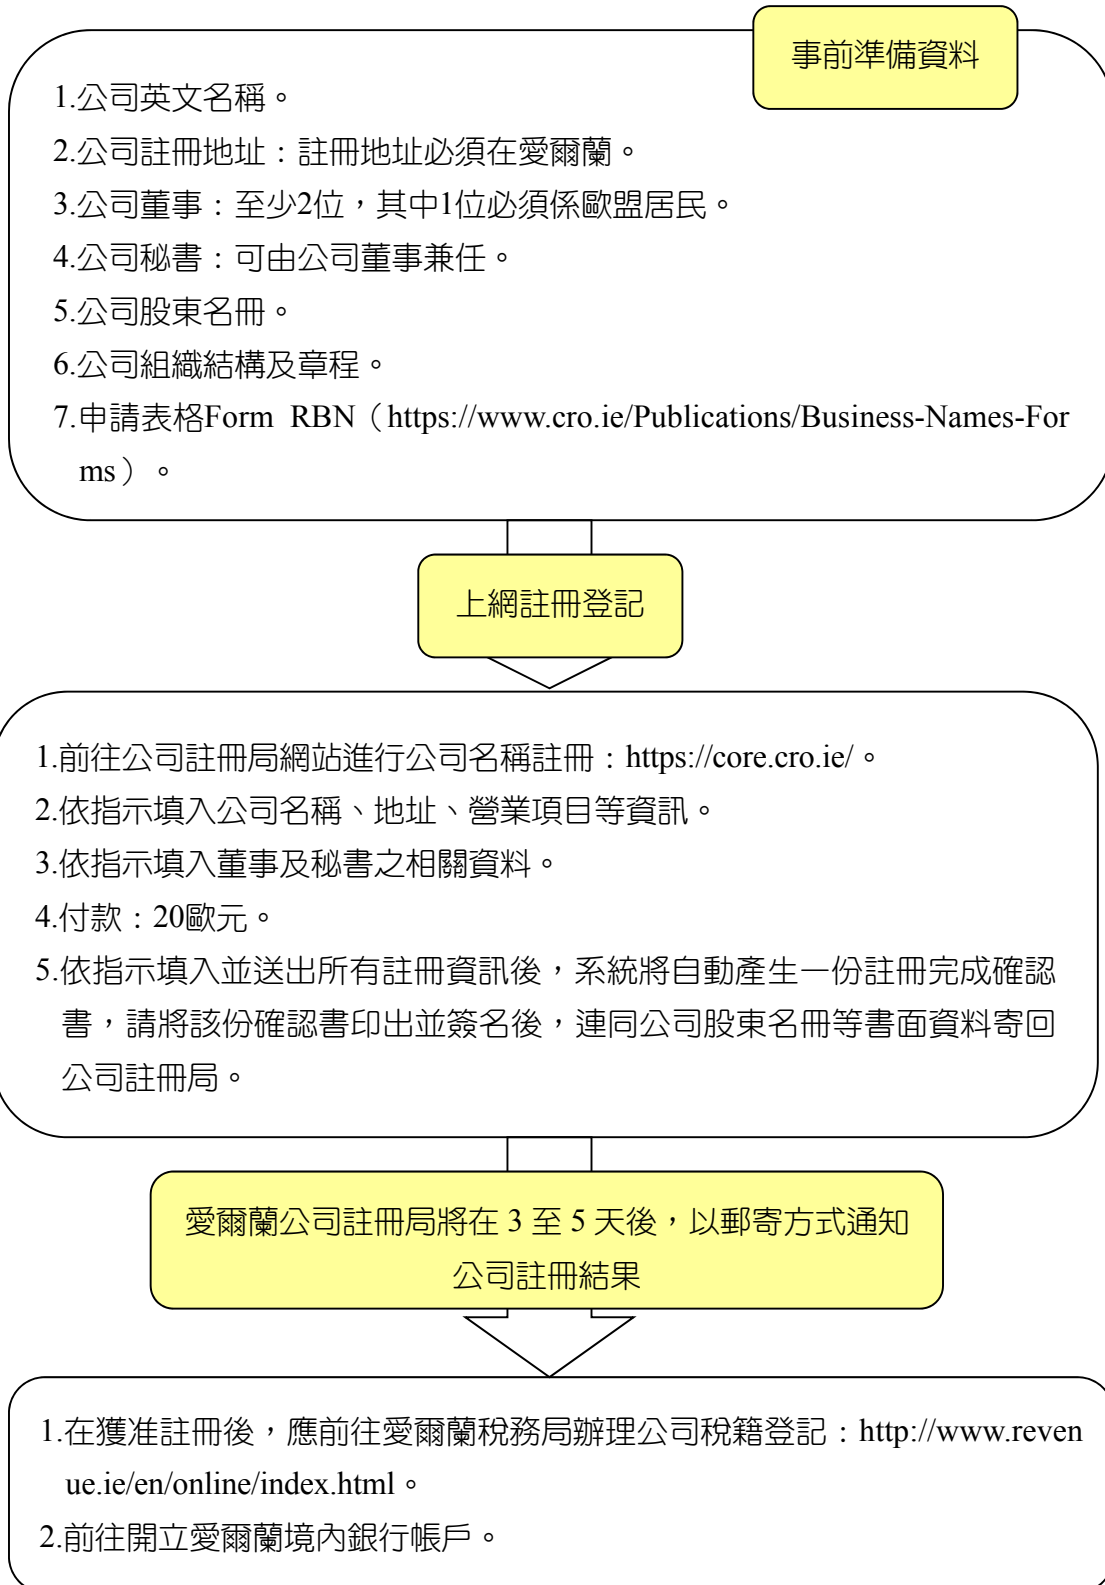 事前準備資料
1.公司英文名稱。
2.公司註冊地址：註冊地址必須在愛爾蘭。
3.公司董事：至少2位，其中1位必須係歐盟居民。
4.公司秘書：可由公司董事兼任。
5.公司股東名冊。
6.公司組織結構及章程。
7.申請表格Form RBN（https://www.cro.ie/Publications/Business-Names-For
ms）。
上網註冊登記
1.前往公司註冊局網站進行公司名稱註冊：https://core.cro.ie/。
2.依指示填入公司名稱、地址、營業項目等資訊。
3.依指示填入董事及秘書之相關資料。
4.付款：20歐元。
5.依指示填入並送出所有註冊資訊後，系統將自動產生一份註冊完成確認
書，請將該份確認書印出並簽名後，連同公司股東名冊等書面資料寄回
公司註冊局。
愛爾蘭公司註冊局將在 3 至 5 天後，以郵寄方式通知
公司註冊結果
1.在獲准註冊後，應前往愛爾蘭稅務局辦理公司稅籍登記：http://www.reven
ue.ie/en/online/index.html。
2.前往開立愛爾蘭境內銀行帳戶。